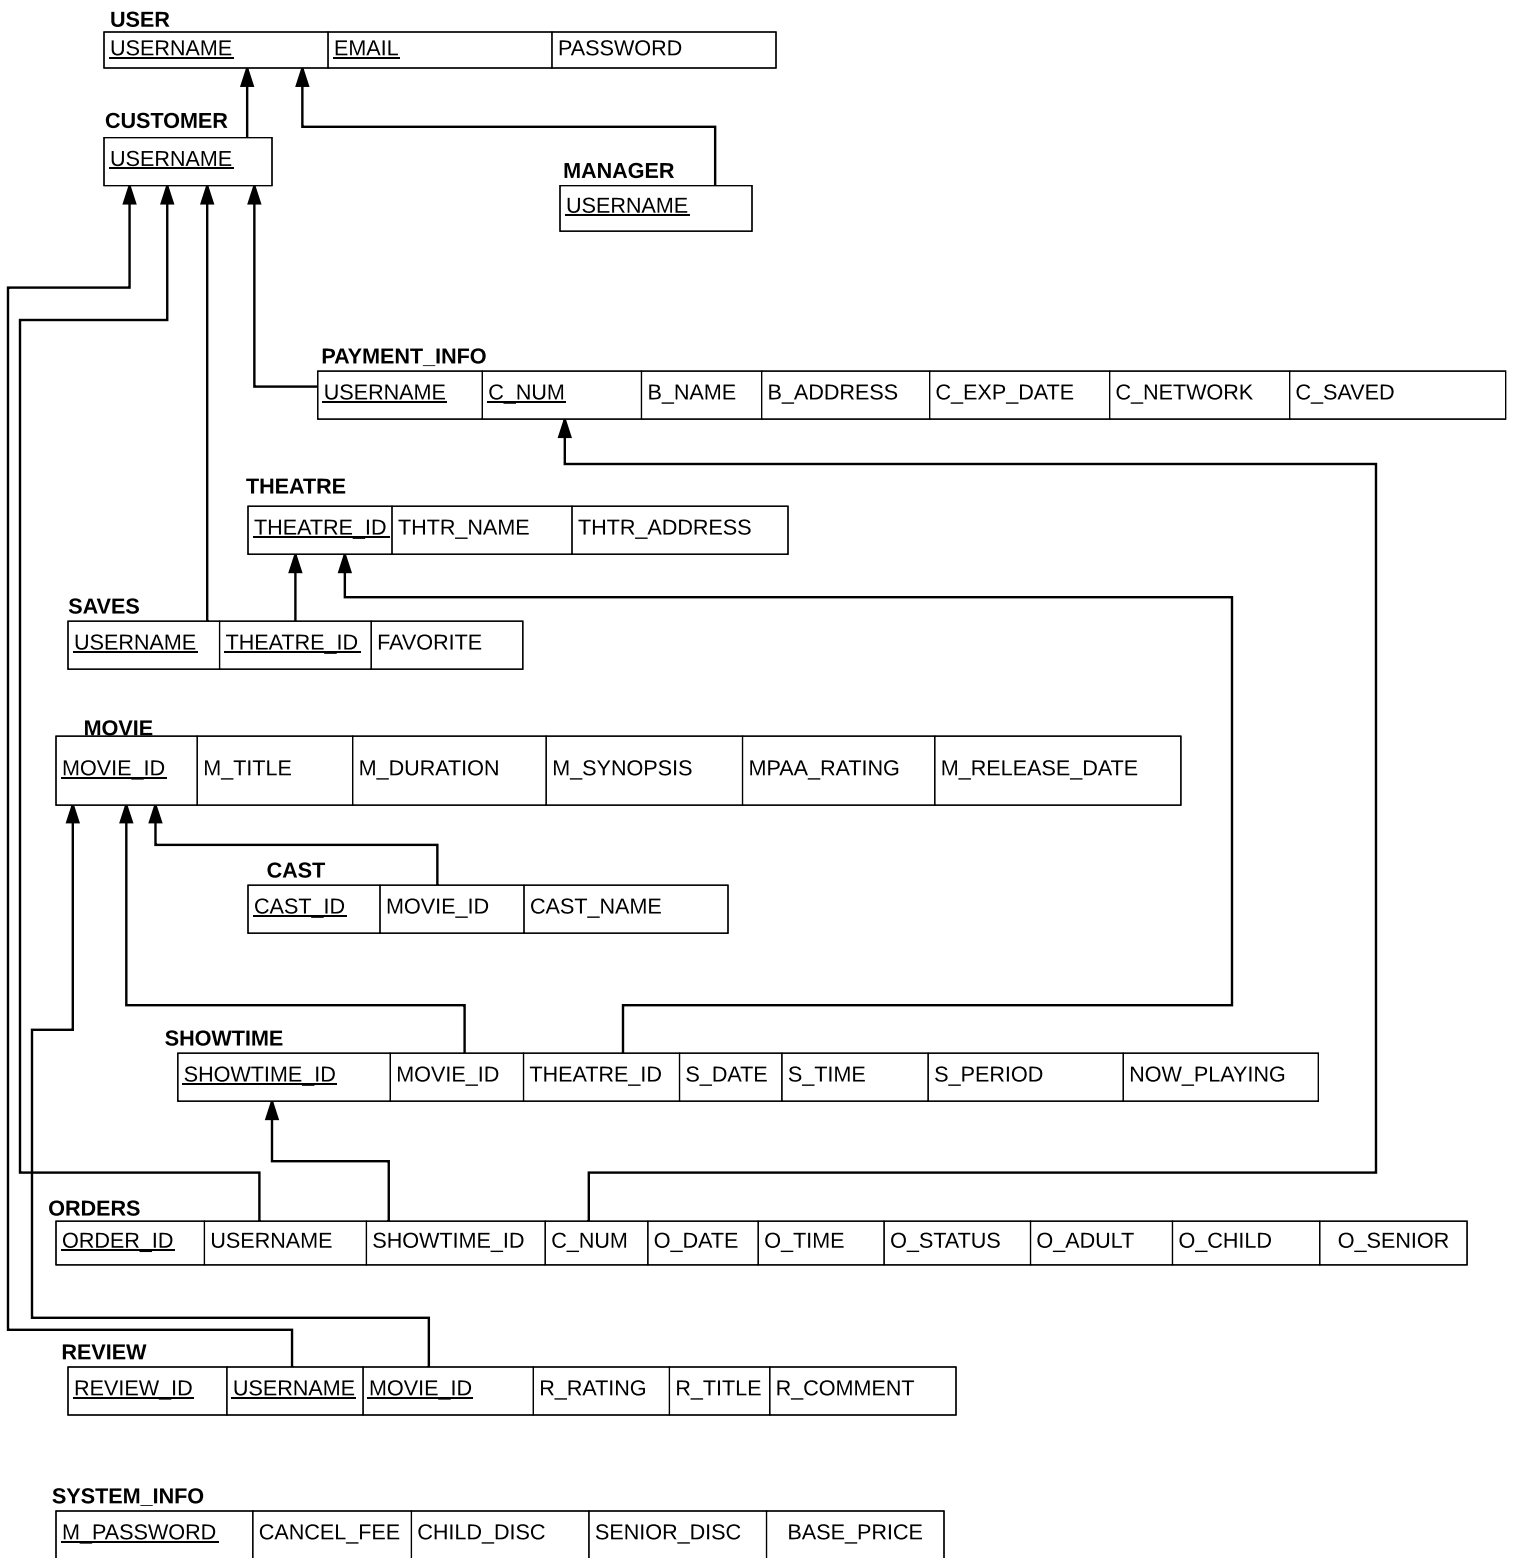 USER
USERNAME EMAIL PASSWORD
CUSTOMER
USERNAME
MANAGER
USERNAME
PAYMENT_INFO
USERNAME C_NUM B_NAME B_ADDRESS C_EXP_DATE C_NETWORK C_SAVED
THEATRE
THEATRE_ID THTR_NAME THTR_ADDRESS
SAVES
USERNAME THEATRE_ID FAVORITE
MOVIE
MOVIE_ID M_TITLE M_DURATION M_SYNOPSIS MPAA_RATING M_RELEASE_DATE
CAST
CAST_ID MOVIE_ID CAST_NAME
SHOWTIME
SHOWTIME_ID MOVIE_ID THEATRE_ID S_DATE S_TIME S_PERIOD NOW_PLAYING
ORDERS
ORDER_ID USERNAME SHOWTIME_ID C_NUM O_DATE O_TIME O_STATUS O_ADULT O_CHILD O_SENIOR
REVIEW
REVIEW_ID USERNAME MOVIE_ID R_RATING R_TITLE R_COMMENT
SYSTEM_INFO
M_PASSWORD CANCEL_FEE CHILD_DISC SENIOR_DISC BASE_PRICE